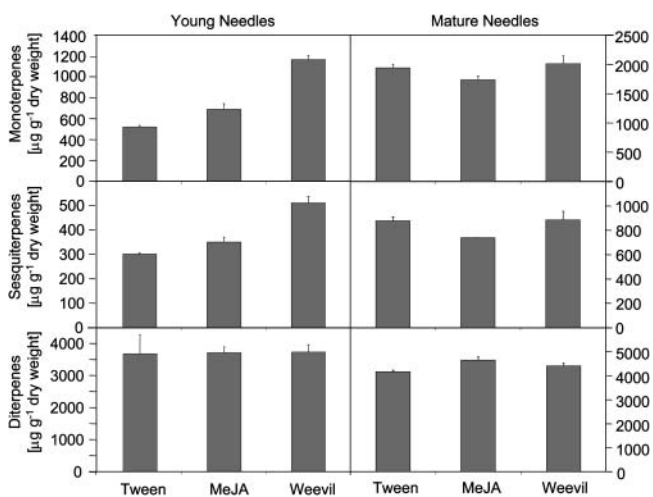 Young Needles
Mature Needles
Monoterpenes
[µg g-1 dry weight]
1400
1200
1000
800
600
400
200
0
2500
2000
1500
1000
500
0
Sesquiterpenes
[µg g-1 dry weight]
500
400
300
200
100
0
1000
800
600
400
200
0
Diterpenes
[µg g-1 dry weight]
4000
3000
2000
1000
0
5000
4000
3000
2000
1000
0
Tween
MeJA
Weevil
Tween
MeJA
Weevil